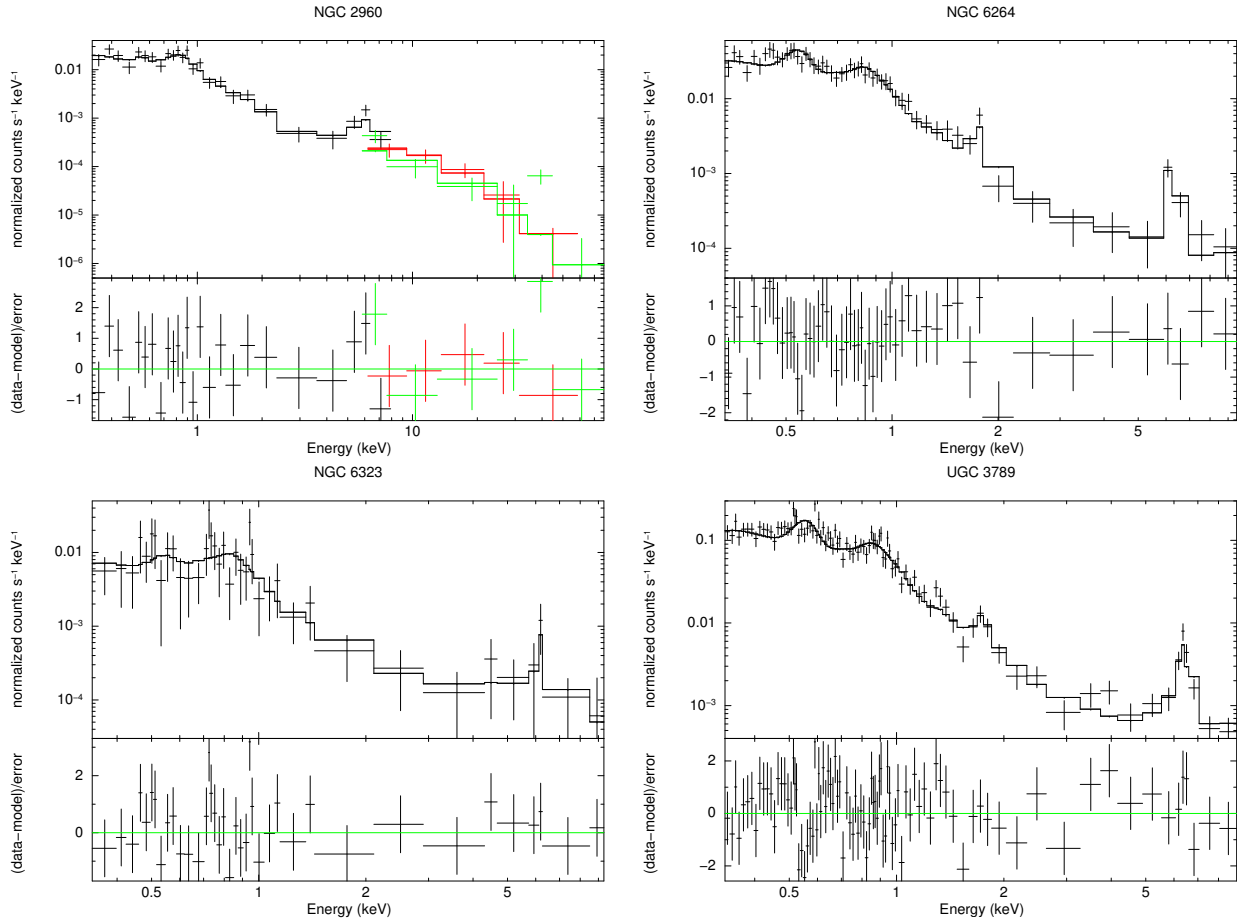 NGC 2960
normalized counts s⁻¹ keV⁻¹
0.01
10⁻³
10⁻⁴
10⁻⁵
10⁻⁶
(data−model)/error
2
1
0
−1
1 10
Energy (keV)
NGC 6264
normalized counts s⁻¹ keV⁻¹
0.01
10⁻³
10⁻⁴
(data−model)/error
1
0
−1
−2
0.5 1 2 5
Energy (keV)
NGC 6323
normalized counts s⁻¹ keV⁻¹
0.01
10⁻³
10⁻⁴
(data−model)/error
2
0
0.5 1 2 5
Energy (keV)
UGC 3789
normalized counts s⁻¹ keV⁻¹
0.1
0.01
10⁻³
(data−model)/error
2
0
−2
0.5 1 2 5
Energy (keV)